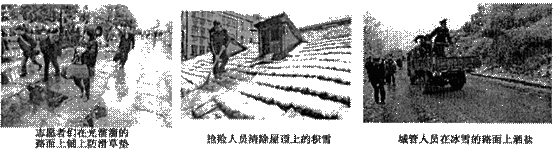 志愿者们在光溜溜的
路面上铺上防滑草垫
抢险人员清除屋顶上的积雪
城管人员在冰雪的路面上洒盐